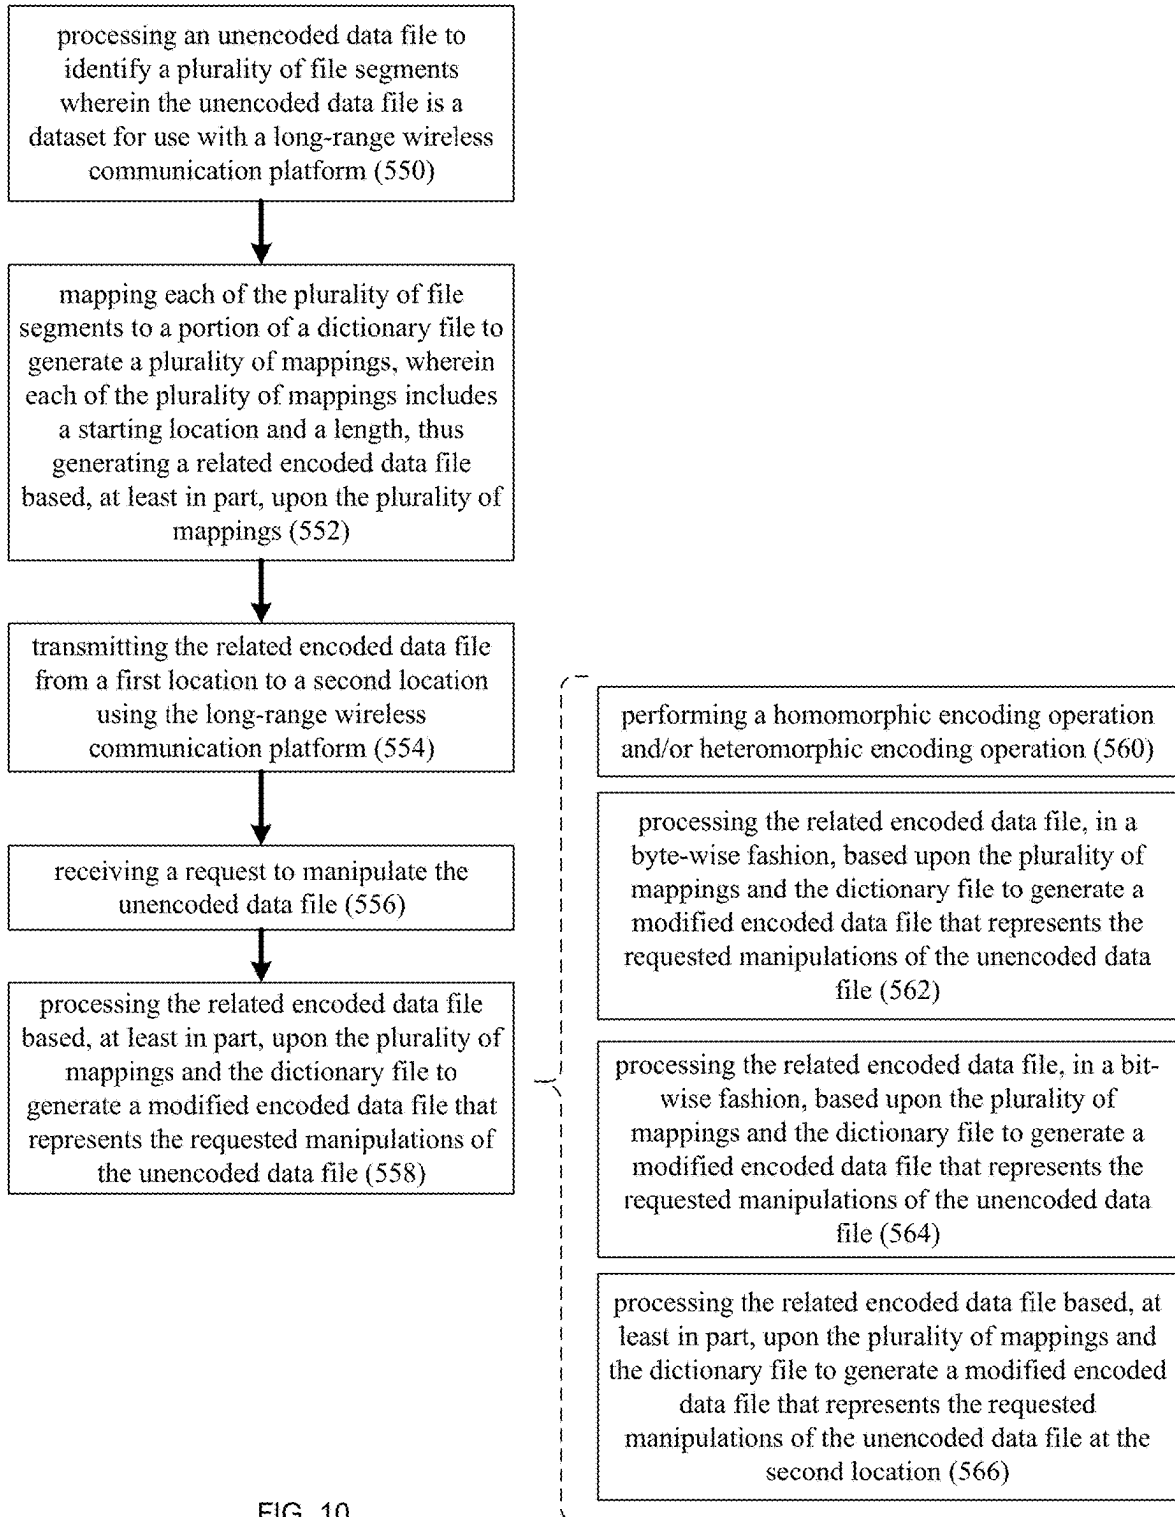 processing an unencoded data file to
identify a plurality of file segments
wherein the unencoded data file is a
dataset for use with a long-range wireless
communication platform (550)
mapping each of the plurality of file
segments to a portion of a dictionary file to
generate a plurality of mappings, wherein
each of the plurality of mappings includes
a starting location and a length, thus
generating a related encoded data file
based, at least in part, upon the plurality of
mappings (552)
transmitting the related encoded data file
from a first location to a second location
using the long-range wireless
communication platform (554)
receiving a request to manipulate the
unencoded data file (556)
processing the related encoded data file
based, at least in part, upon the plurality of
mappings and the dictionary file to
generate a modified encoded data file that
represents the requested manipulations of
the unencoded data file (558)
performing a homomorphic encoding operation
and/or heteromorphic encoding operation (560)
processing the related encoded data file, in a
byte-wise fashion, based upon the plurality of
mappings and the dictionary file to generate a
modified encoded data file that represents the
requested manipulations of the unencoded data
file (562)
processing the related encoded data file, in a bit-
wise fashion, based upon the plurality of
mappings and the dictionary file to generate a
modified encoded data file that represents the
requested manipulations of the unencoded data
file (564)
processing the related encoded data file based, at
least in part, upon the plurality of mappings and
the dictionary file to generate a modified encoded
data file that represents the requested
manipulations of the unencoded data file at the
second location (566)
FIG. 10